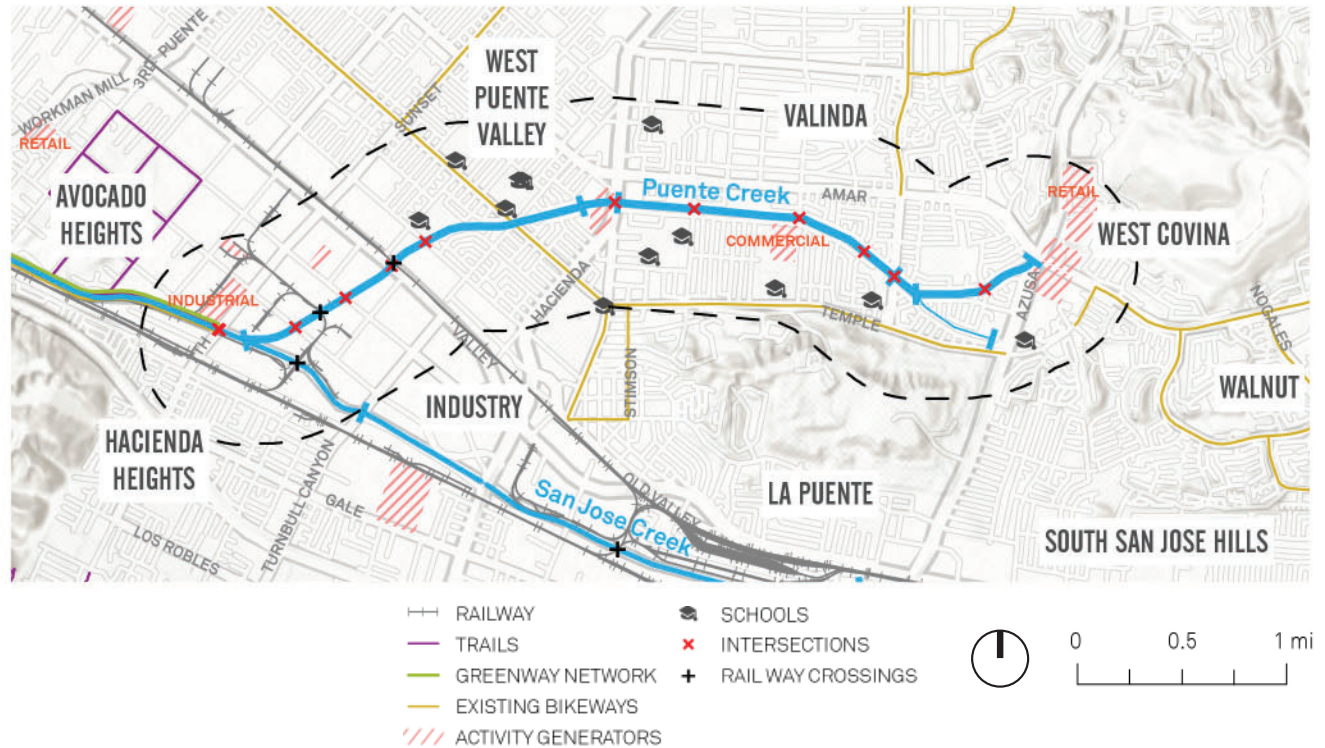 WORKMAN MILL
3RD
PUENTE
RETAIL
AVOCADO
HEIGHTS
INDUSTRIAL
SUNSET
WEST
PUENTE
VALLEY
VALINDA
Puente Creek
AMAR
RETAIL
COMMERCIAL
WEST COVINA
HACIENDA
VALLEY
TEMPLE
AZUSA
NOGALES
STIMSON
WALNUT
INDUSTRY
HACIENDA
HEIGHTS
TURNBULL CANYON
GALE
LOS ROBLES
OLD VALLEY
San Jose Creek
LA PUENTE
SOUTH SAN JOSE HILLS
RAILWAY
TRAILS
GREENWAY NETWORK
EXISTING BIKEWAYS
ACTIVITY GENERATORS
SCHOOLS
INTERSECTIONS
RAIL WAY CROSSINGS
0 0.5 1 mi